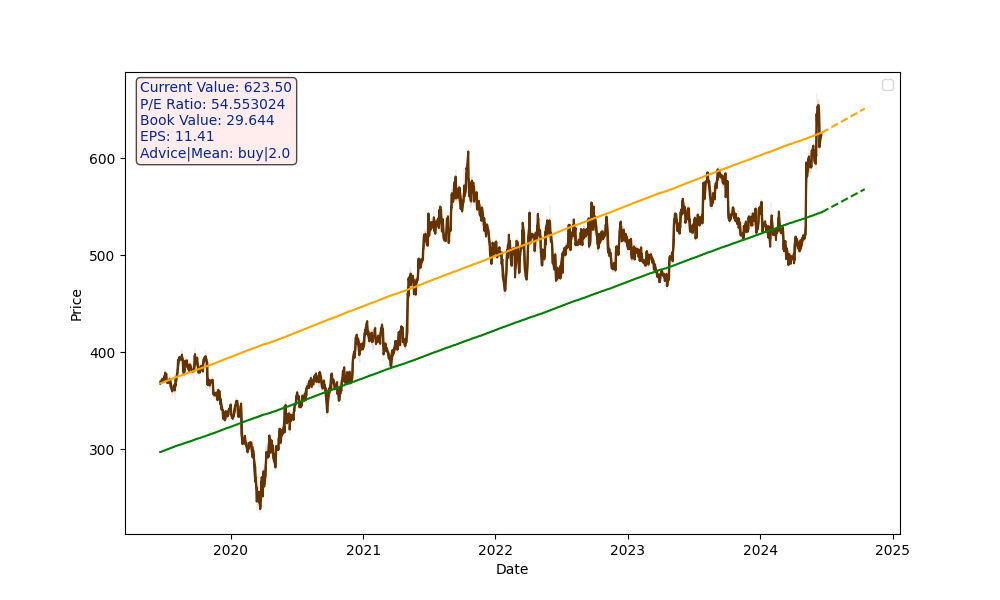 Current Value: 623.50
P/E Ratio: 54.553024
Book Value: 29.644
EPS: 11.41
Advice|Mean: buy|2.0
600
500
400
300
Price
2020 2021 2022 2023 2024 2025
Date